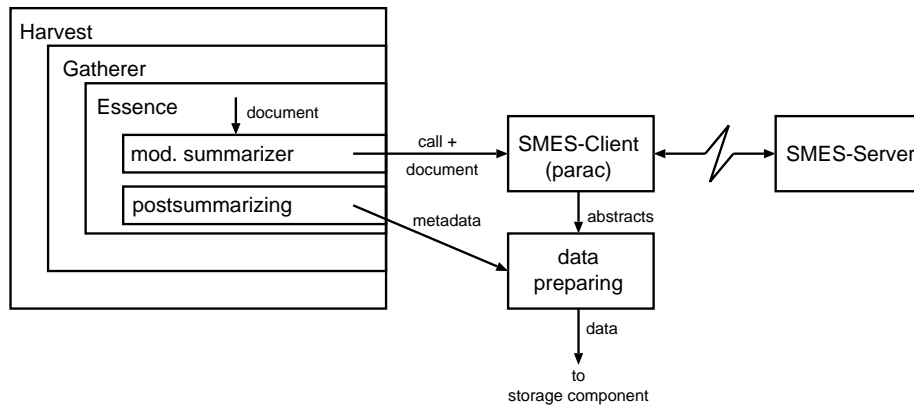 Harvest
Gatherer
Essence
document
mod. summarizer
call +
document
SMES-Client
(parac)
SMES-Server
postsummarizing
metadata
abstracts
data
preparing
data
to
storage component